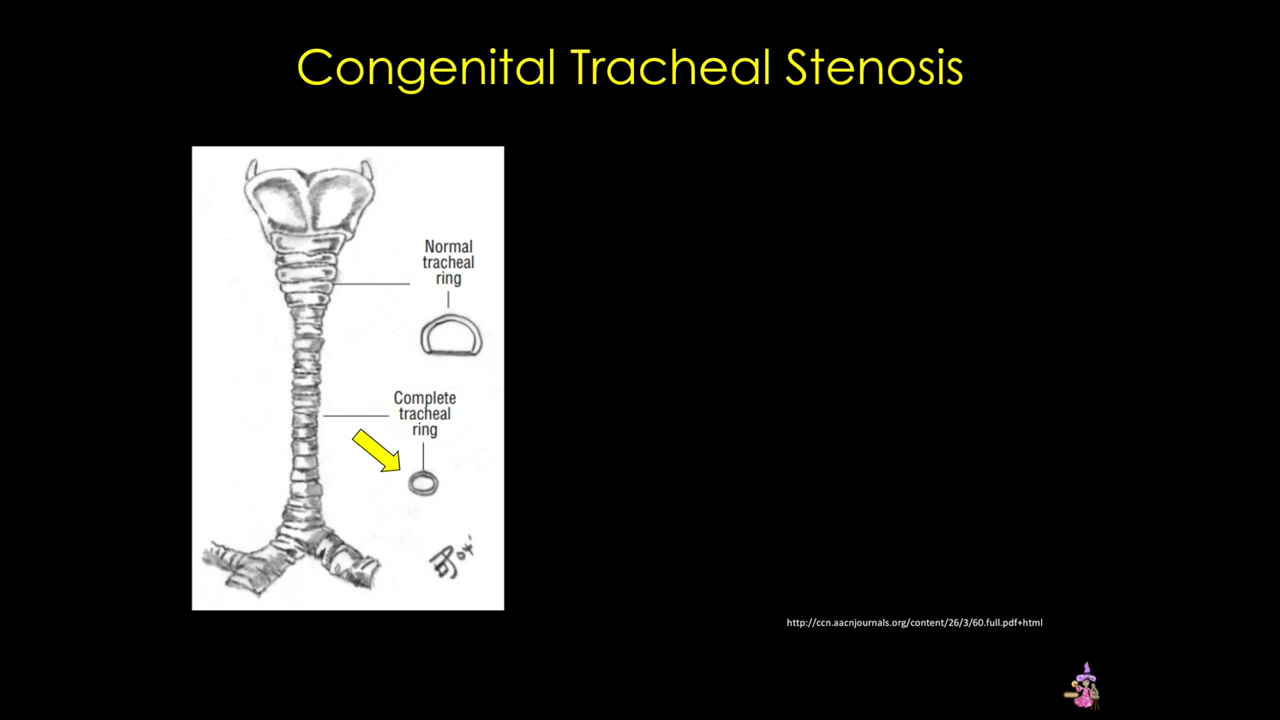 Congenital Tracheal Stenosis
Normal
tracheal
ring
Complete
tracheal
ring
http://ccn.aacnjournals.org/content/26/3/60.full.pdf+html